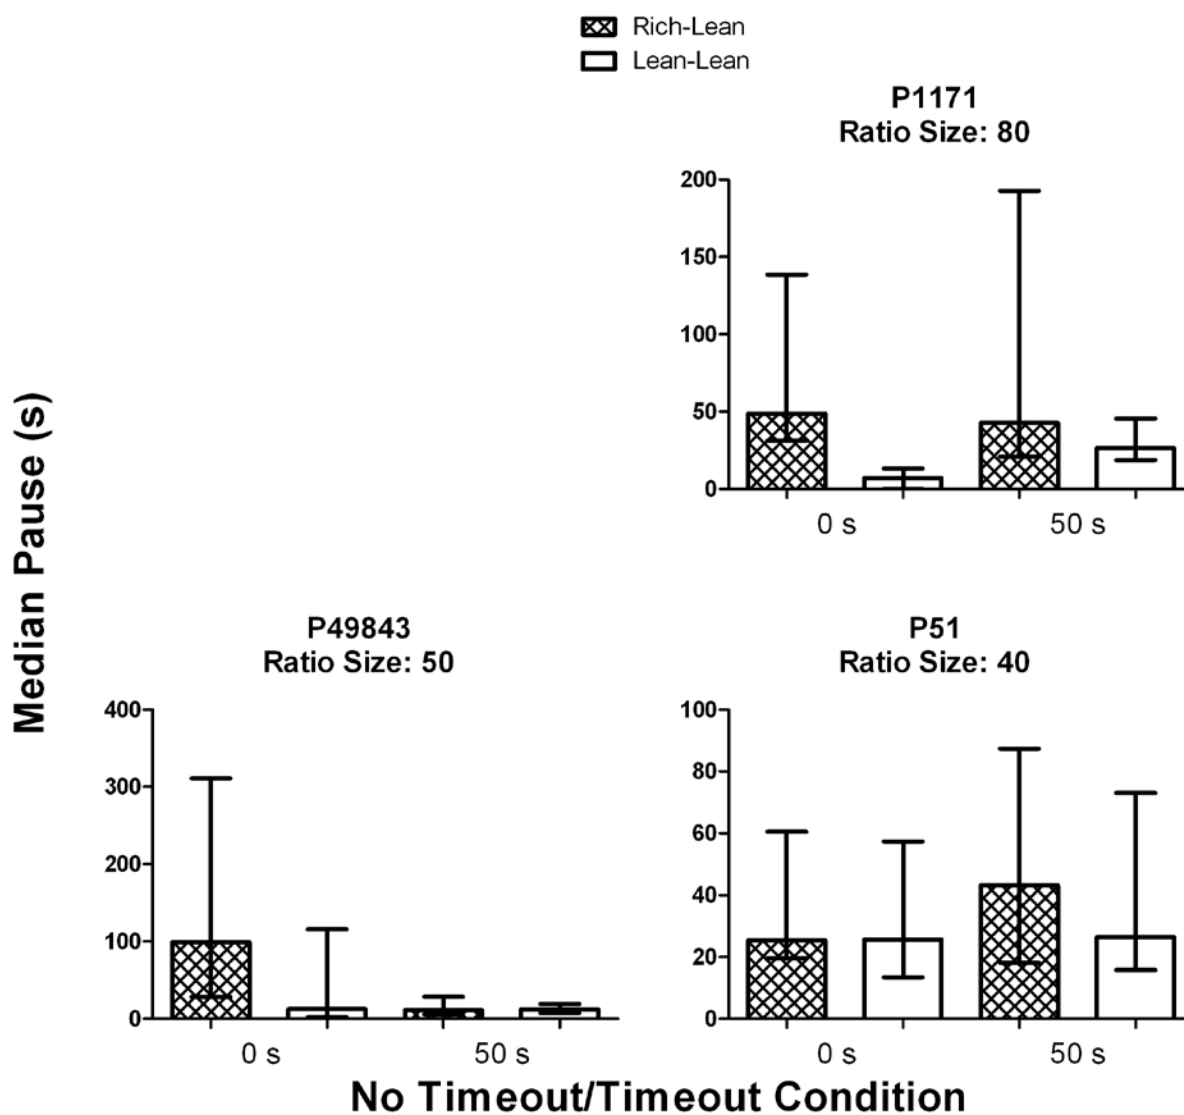 Rich-Lean
Lean-Lean
P1171
Ratio Size: 80
200
150
100
50
0
0 s
50 s
Median Pause (s)
P49843
Ratio Size: 50
400
300
200
100
0
0 s
50 s
P51
Ratio Size: 40
100
80
60
40
20
0
0 s
50 s
No Timeout/Timeout Condition